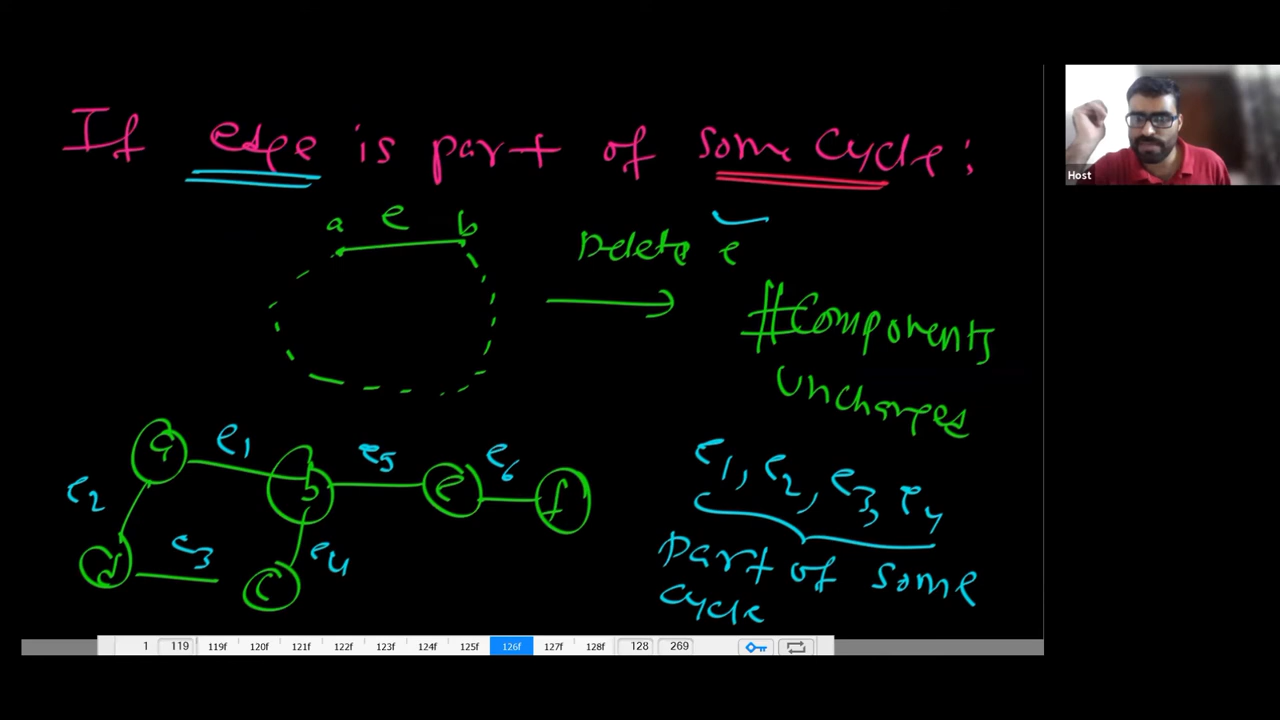 If edge is part of some cycle:
Host
a e b
Delete e
#Components
unchanges
a e1 b e5 e e6 f
e2
d e3 c e4
e1, e2, e3, e4
part of some
cycle
1 119 119f 120f 121f 122f 123f 124f 125f 126f 127f 128f 128 269